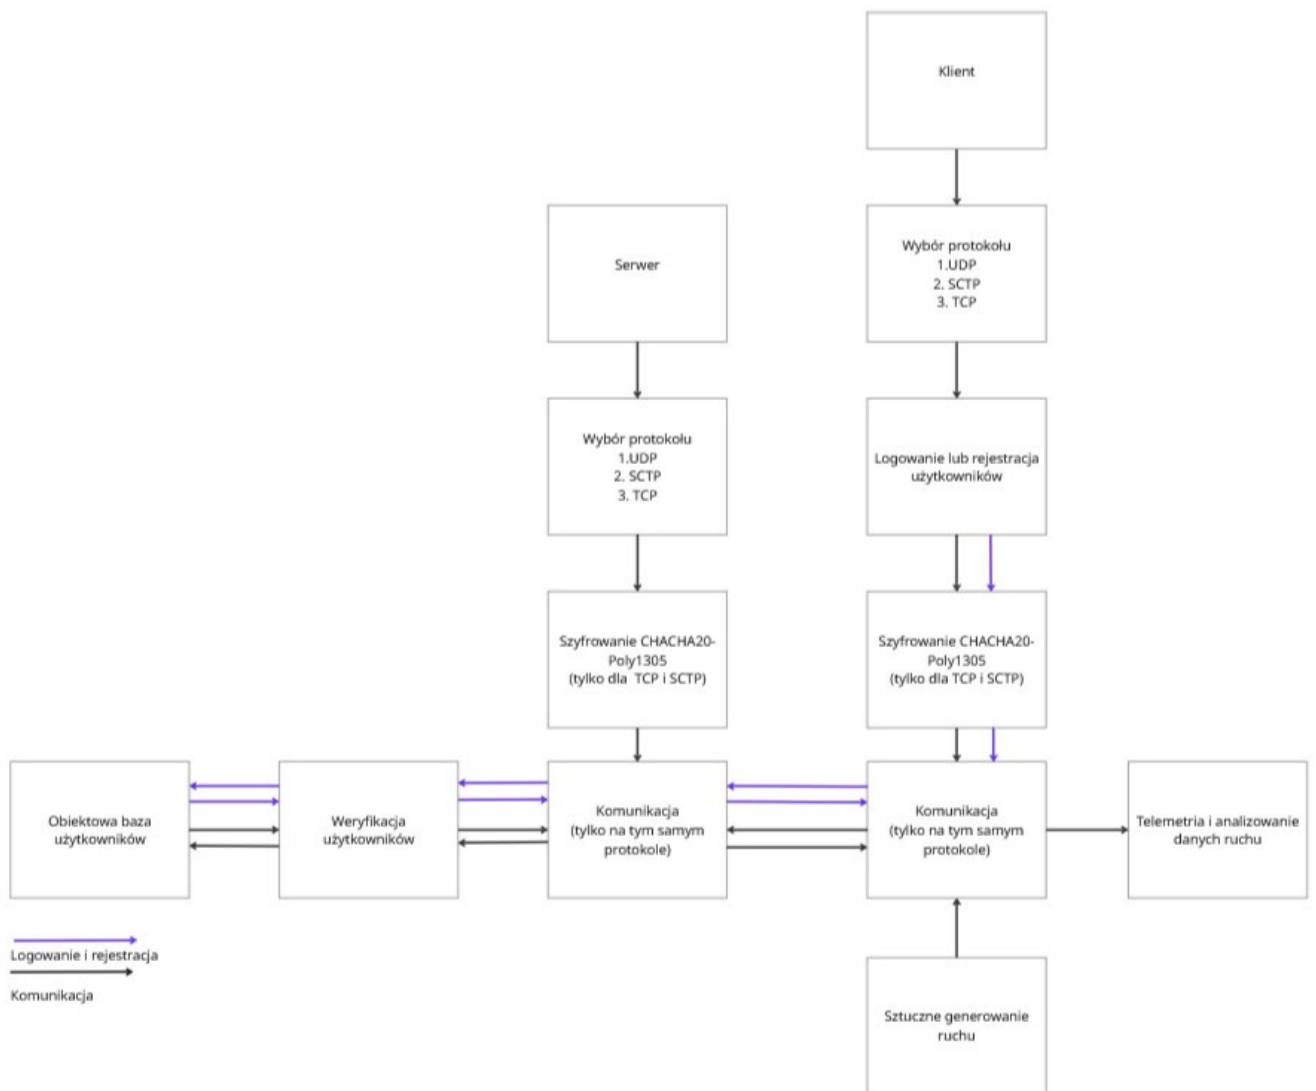 Klient
Wybór protokołu
1.UDP
2. SCTP
3. TCP
Serwer
Wybór protokołu
1.UDP
2. SCTP
3. TCP
Logowanie lub rejestracja
użytkowników
Szyfrowanie CHACHA20-
Poly1305
(tylko dla TCP i SCTP)
Szyfrowanie CHACHA20-
Poly1305
(tylko dla TCP i SCTP)
Obiektowa baza
użytkowników
Weryfikacja
użytkowników
Komunikacja
(tylko na tym samym
protokole)
Komunikacja
(tylko na tym samym
protokole)
Telemetria i analizowanie
danych ruchu
Logowanie i rejestracja
Komunikacja
Sztuczne generowanie
ruchu